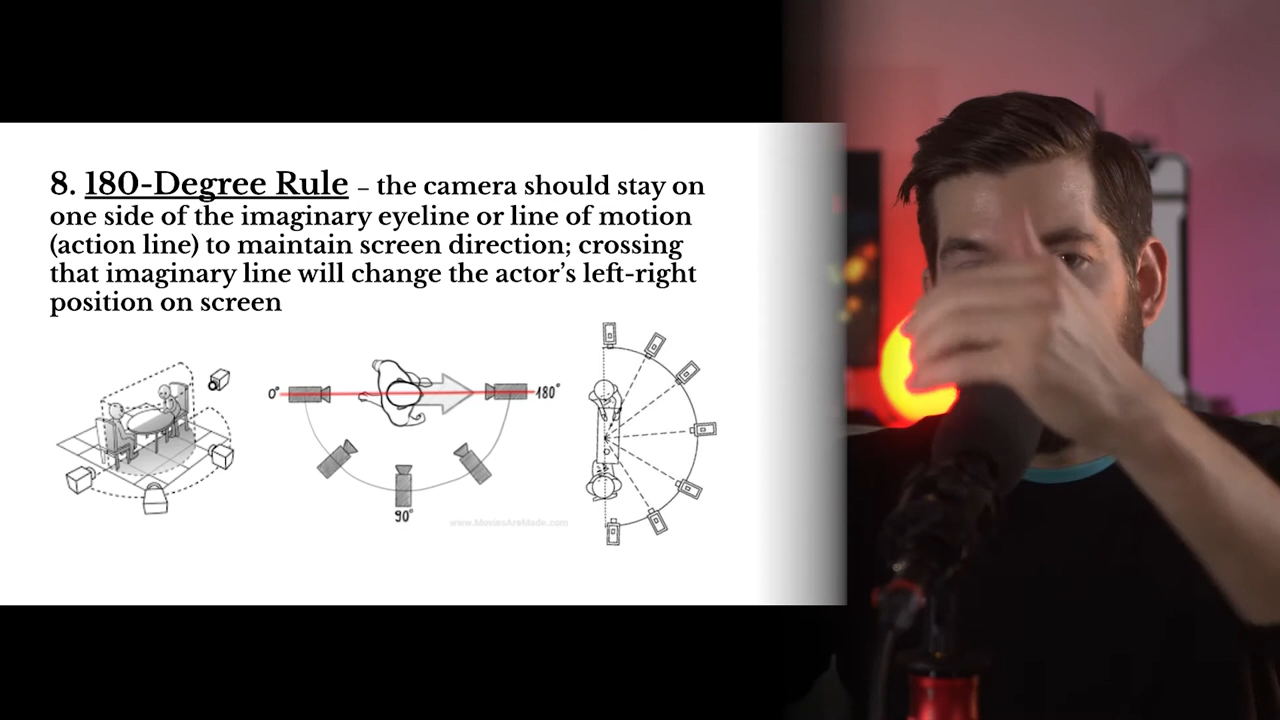 8. 180-Degree Rule – the camera should stay on
one side of the imaginary eyeline or line of motion
(action line) to maintain screen direction; crossing
that imaginary line will change the actor’s left-right
position on screen
0°
180°
90°
www.MoviesAreMade.com